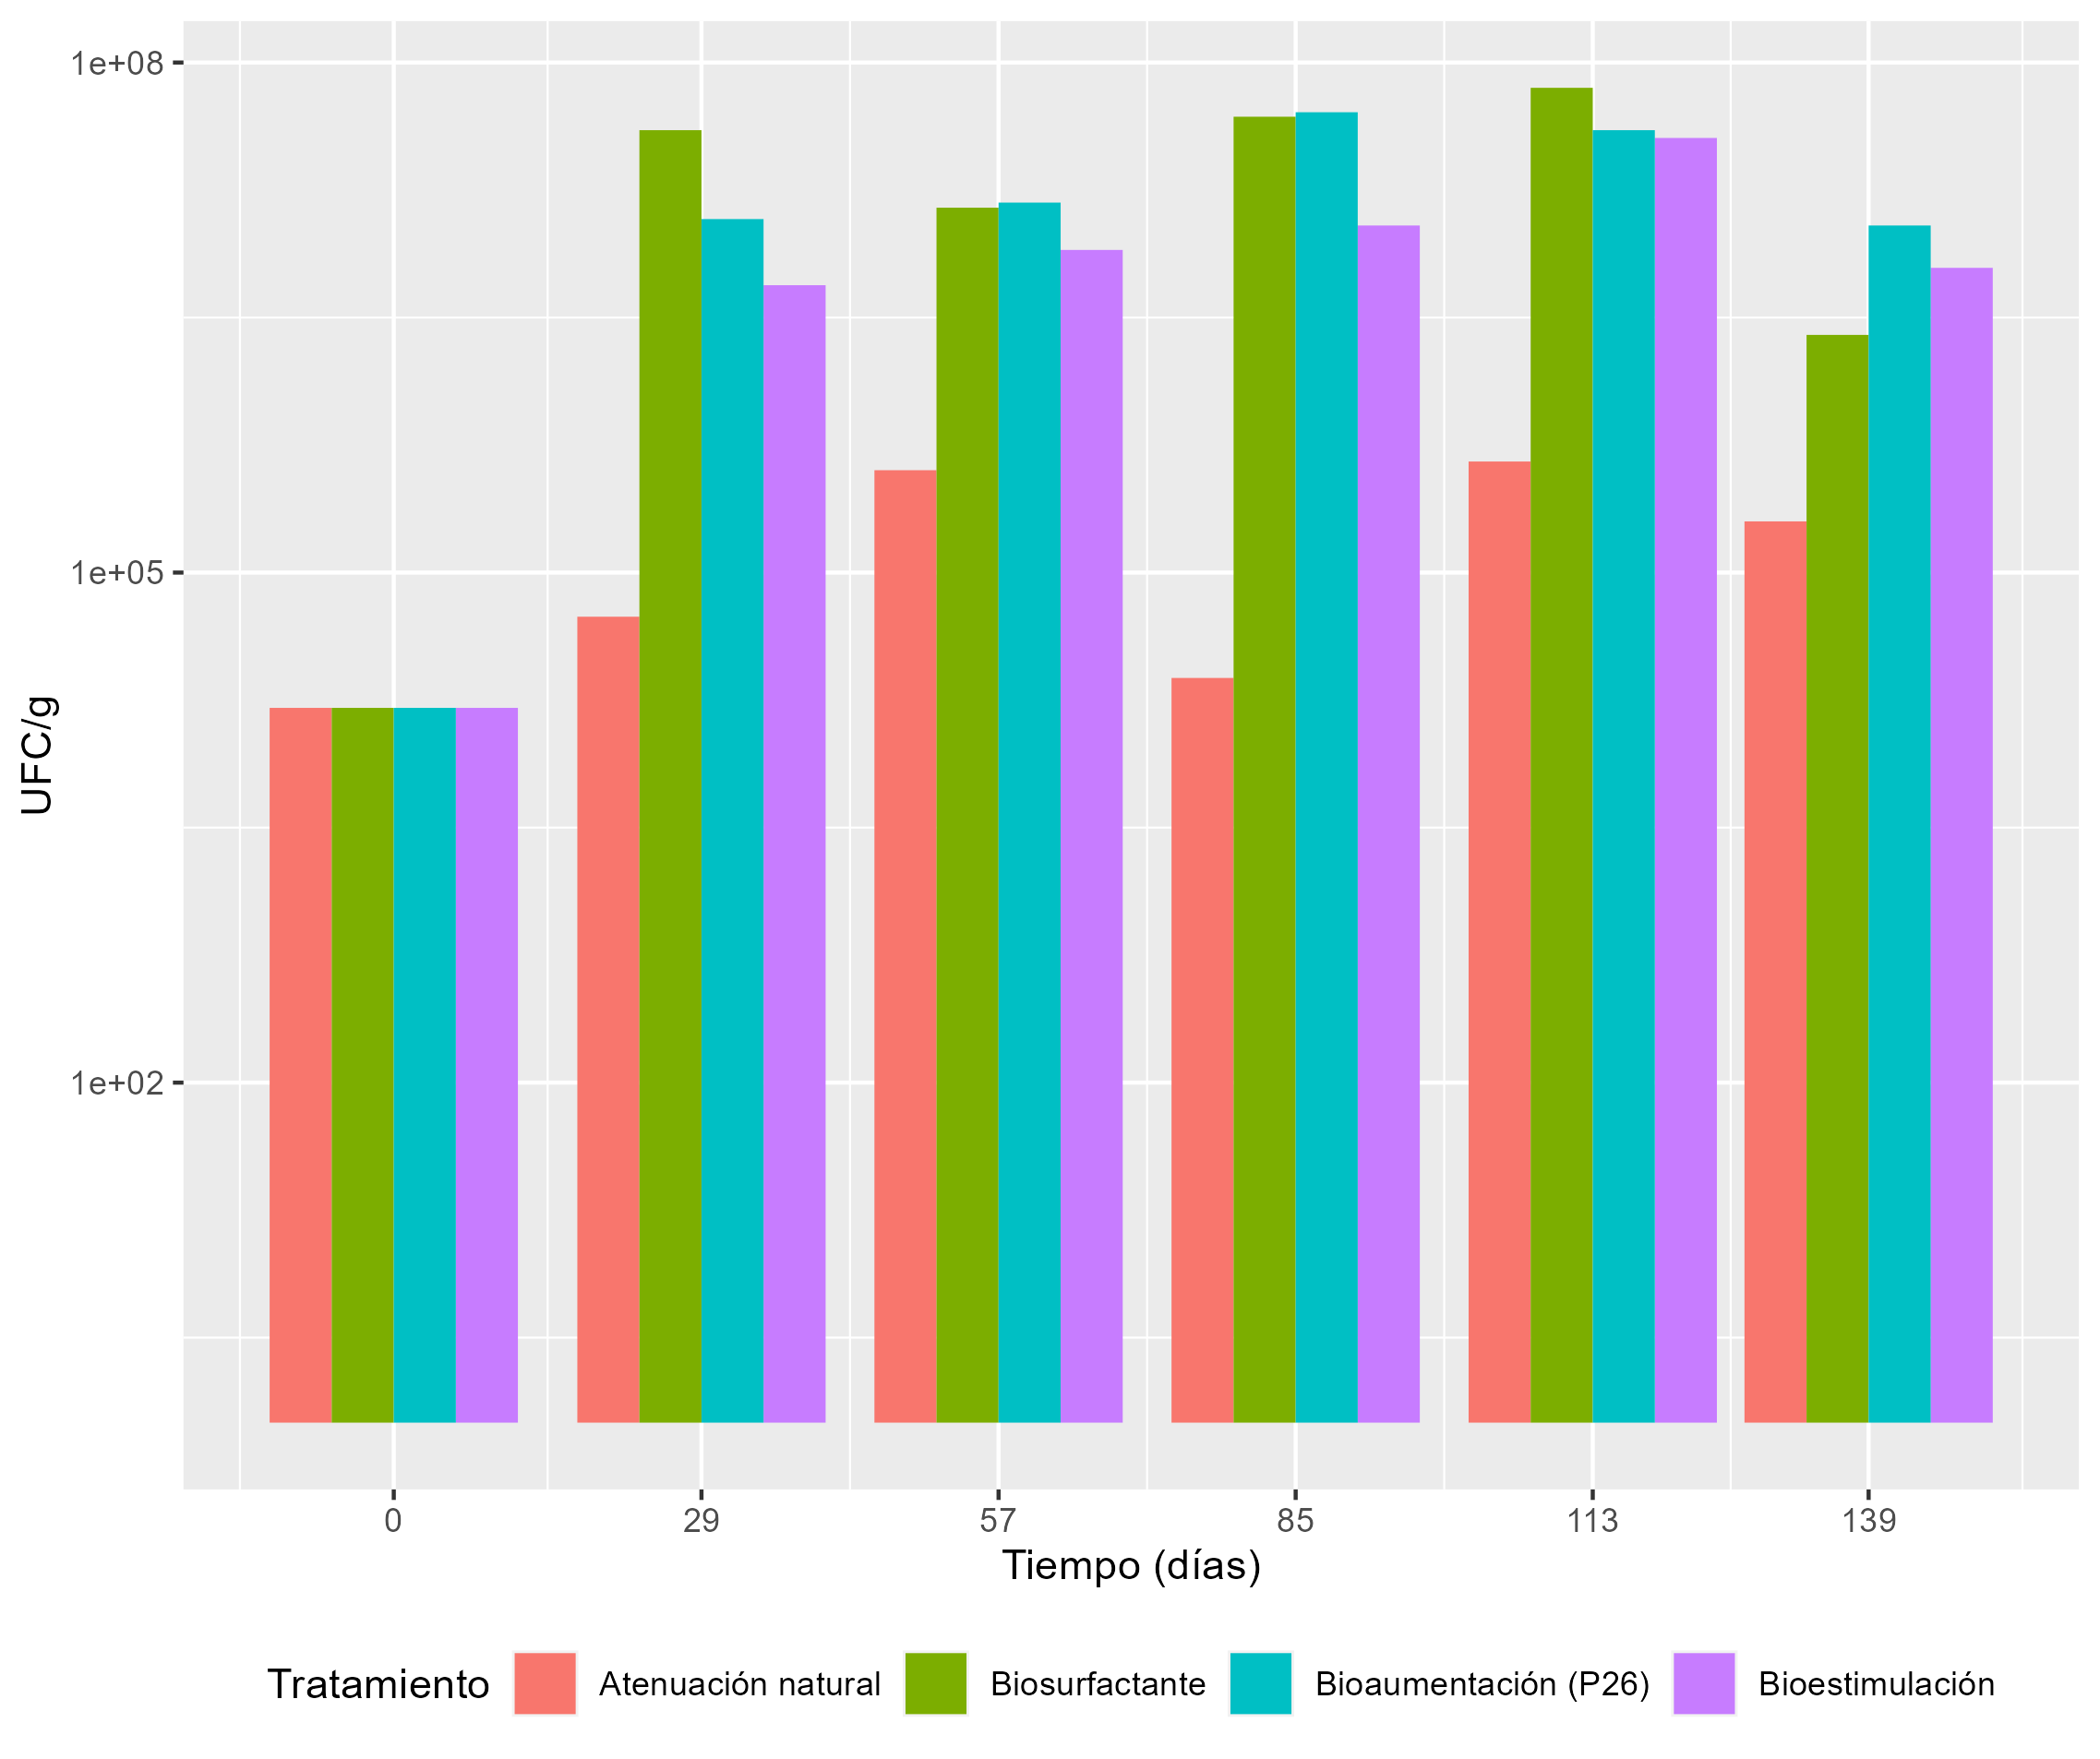 1e+08
1e+05
1e+02
UFC/g
0 29 57 85 113 139
Tiempo (días)
Tratamiento Atenuación natural Biosurfactante Bioaumentación (P26) Bioestimulación